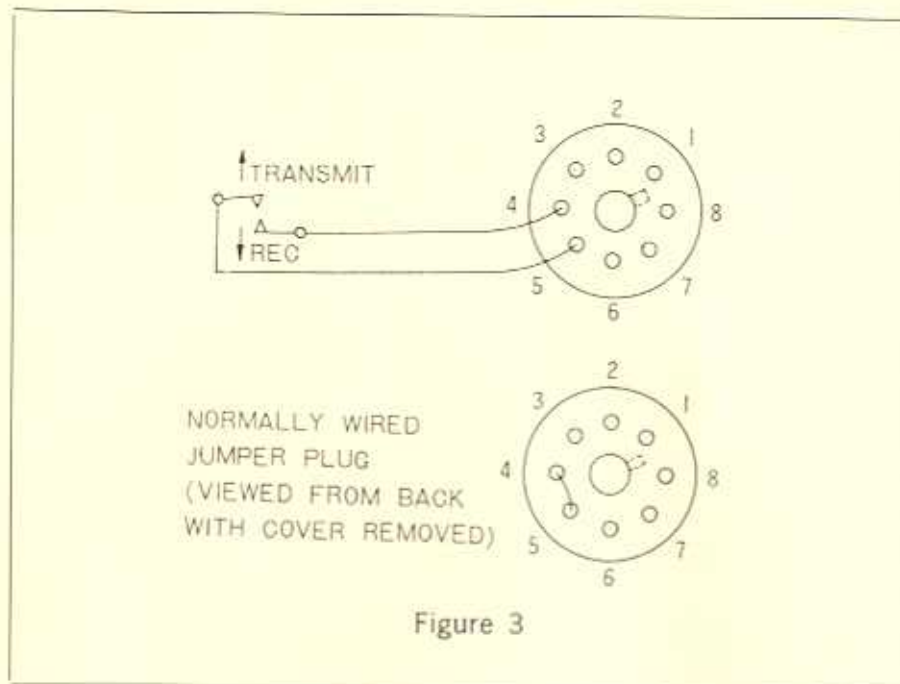 2
3
1
TRANSMIT
4
8
REC
5
7
6
2
3
1
NORMALLY WIRED
JUMPER PLUG
4
8
(VIEWED FROM BACK
WITH COVER REMOVED)
5
7
6
Figure 3